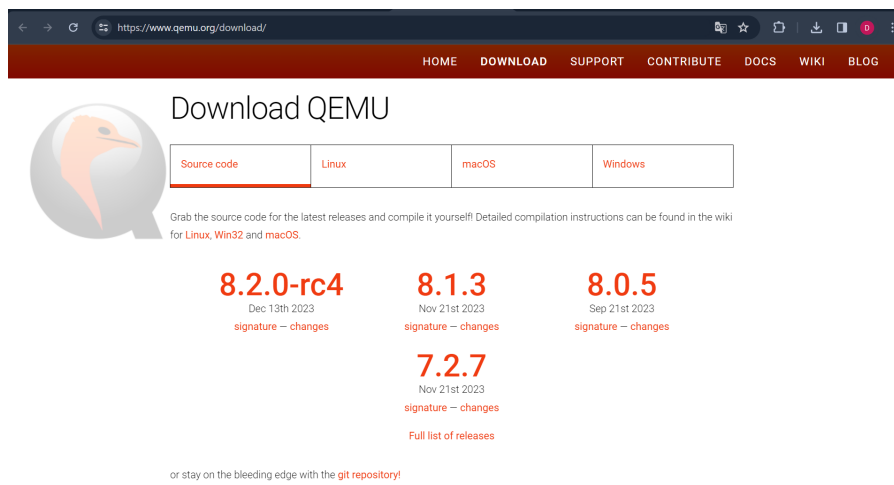 https://www.qemu.org/download/
D
HOME DOWNLOAD SUPPORT CONTRIBUTE DOCS WIKI BLOG
Download QEMU
Source code Linux macOS Windows
Grab the source code for the latest releases and compile it yourself! Detailed compilation instructions can be found in the wiki
for Linux, Win32 and macOS.
8.2.0-rc4 8.1.3 8.0.5
Dec 13th 2023 Nov 21st 2023 Sep 21st 2023
signature — changes signature — changes signature — changes
7.2.7
Nov 21st 2023
signature — changes
Full list of releases
or stay on the bleeding edge with the git repository!